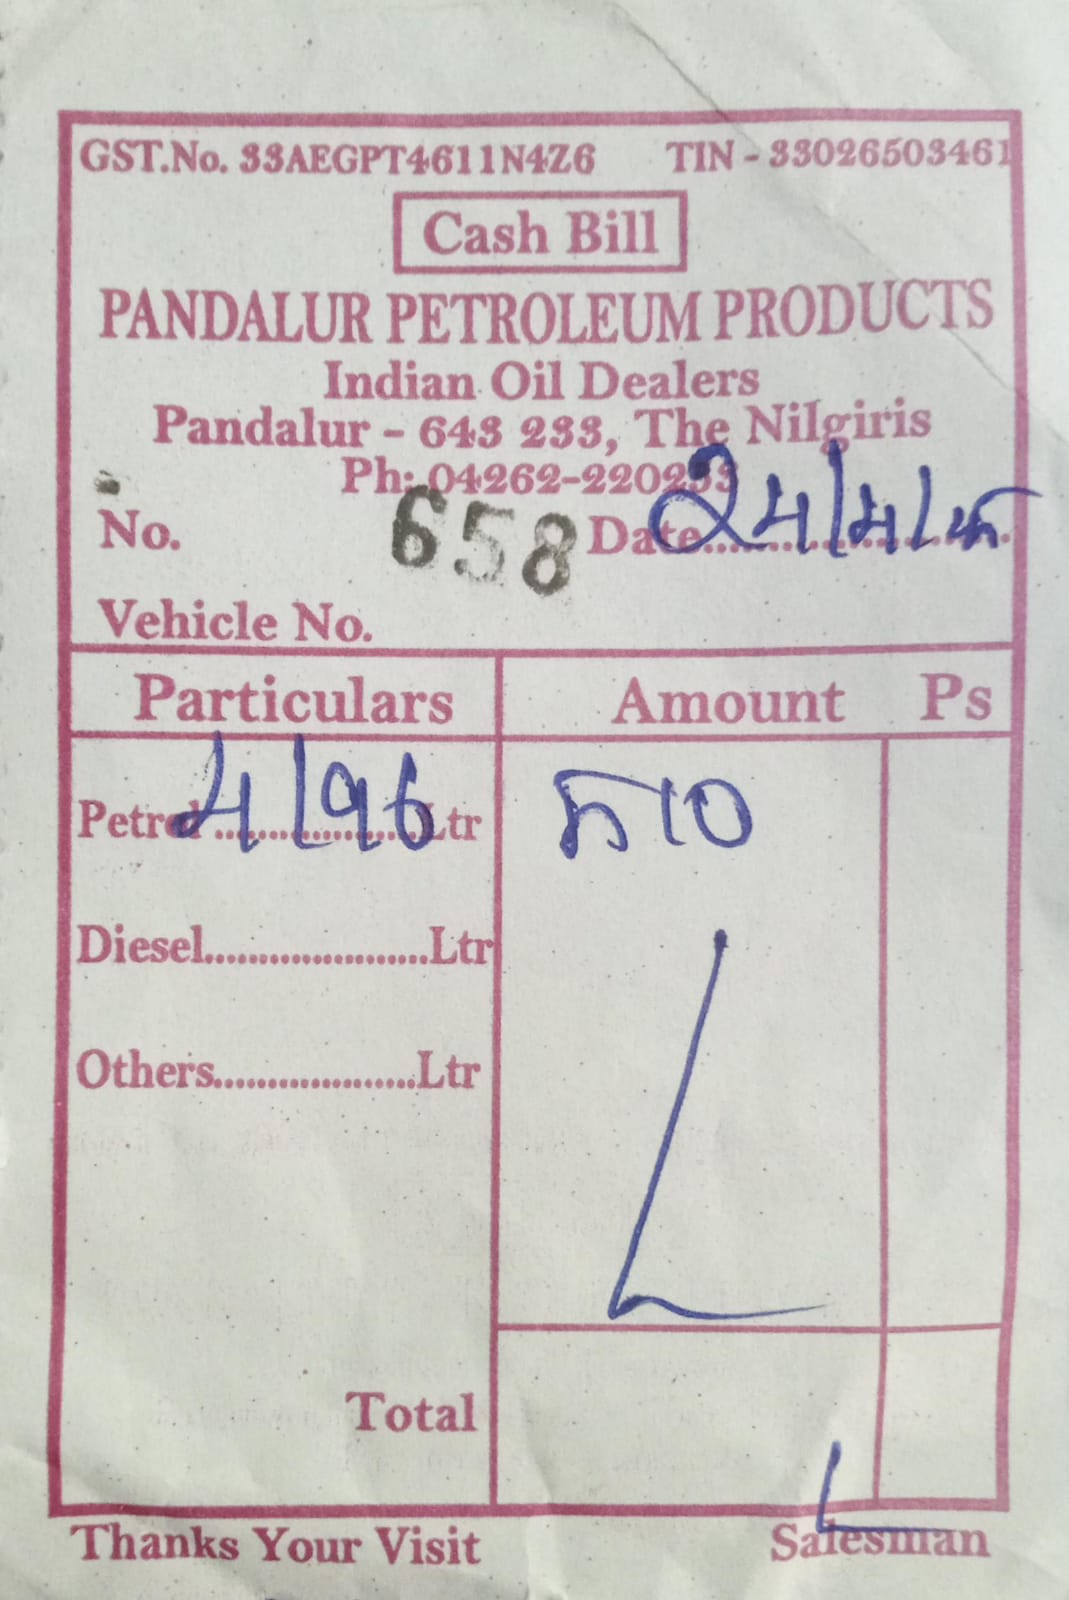 GST.No. 33AEGPT4611N4Z6 TIN - 33026503461
Cash Bill
PANDALUR PETROLEUM PRODUCTS
Indian Oil Dealers
Pandalur - 643 233, The Nilgiris
Ph: 04262-220233
No. 658 Date 24/4/
Vehicle No.
Particulars Amount Ps
Petrol 4/96 Ltr 510
Diesel......................Ltr
Others...................Ltr
Total
Thanks Your Visit Salesman